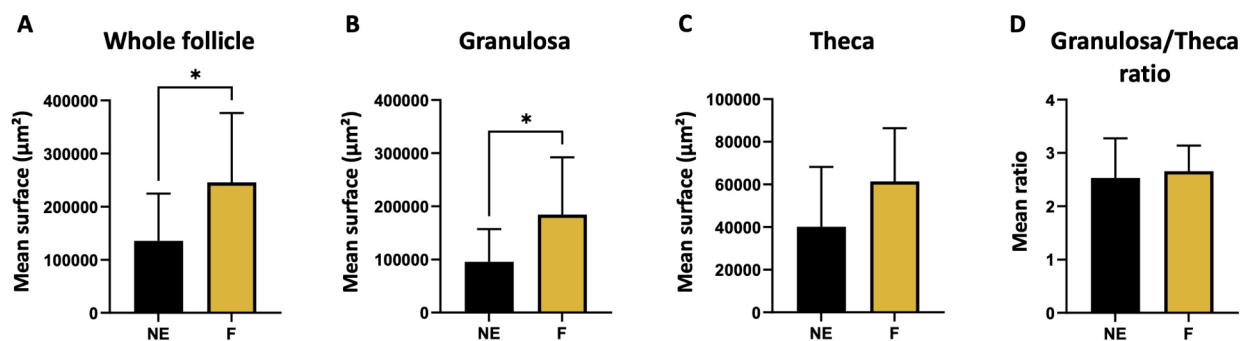 A
Whole follicle
*
Mean surface (µm²)
400000
300000
200000
100000
0
NE F
B
Granulosa
*
Mean surface (µm²)
400000
300000
200000
100000
0
NE F
C
Theca
Mean surface (µm²)
100000
80000
60000
40000
20000
0
NE F
D
Granulosa/Theca
ratio
Mean ratio
4
3
2
1
0
NE F